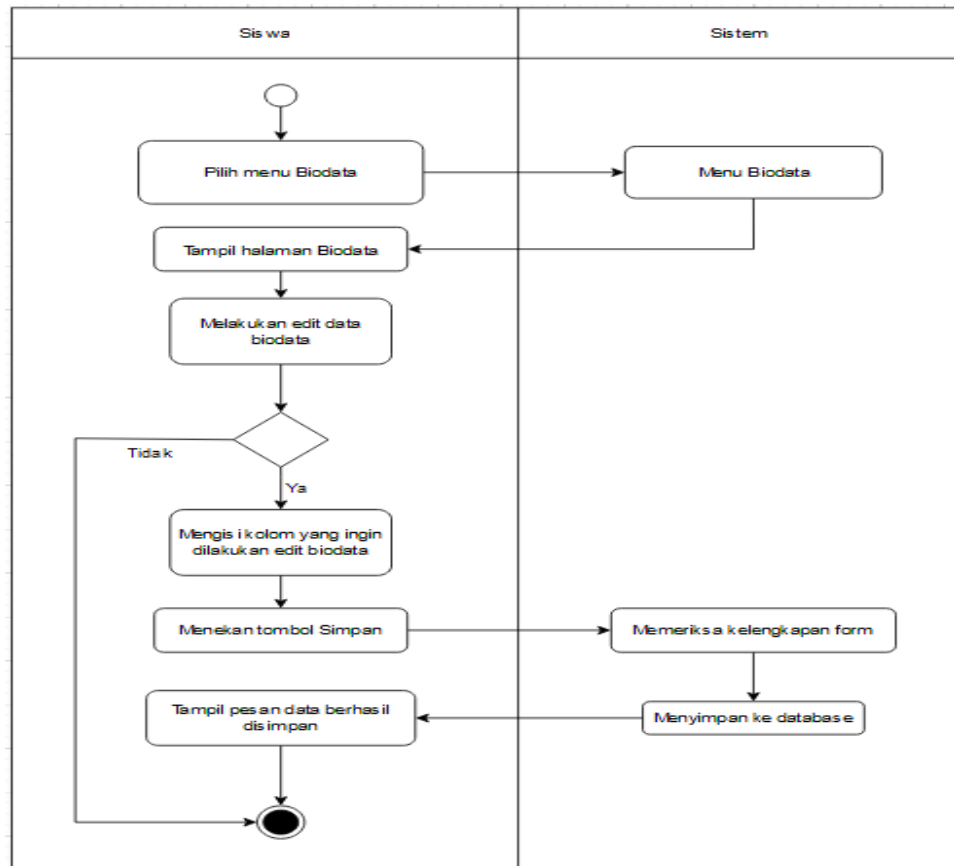 Siswa
Sistem
Pilih menu Biodata
Menu Biodata
Tampil halaman Biodata
Melakukan edit data
biodata
Tidak
Ya
Mengisi kolom yang ingin
dilakukan edit biodata
Menekan tombol Simpan
Memeriksa kelengkapan form
Tampil pesan data berhasil
disimpan
Menyimpan ke database